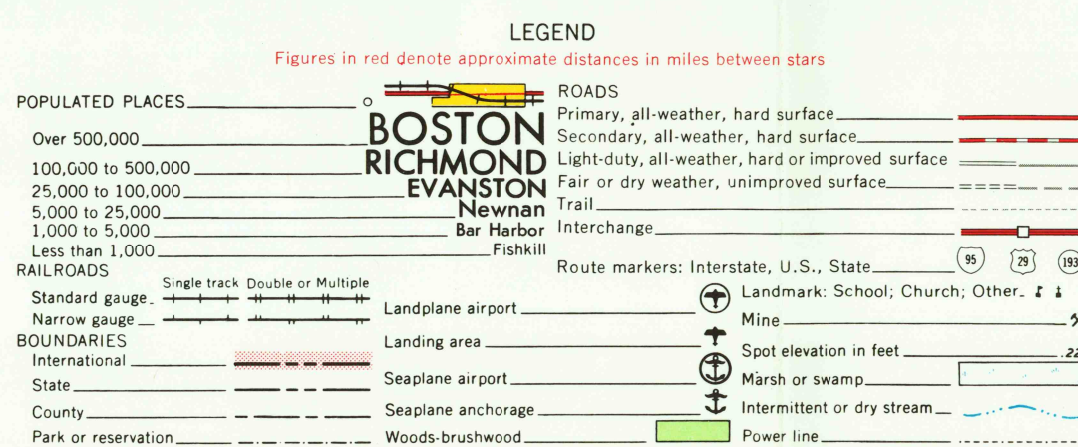 LEGEND
Figures in red denote approximate distances in miles between stars
POPULATED PLACES
Over 500,000 BOSTON
100,000 to 500,000 RICHMOND
25,000 to 100,000 EVANSTON
5,000 to 25,000 Newnan
1,000 to 5,000 Bar Harbor
Less than 1,000 Fishkill
RAILROADS
Single track Double or Multiple
Standard gauge
Narrow gauge
BOUNDARIES
International
State
County
Park or reservation
Landplane airport
Landing area
Seaplane airport
Seaplane anchorage
Woods-brushwood
ROADS
Primary, all-weather, hard surface
Secondary, all-weather, hard surface
Light-duty, all-weather, hard or improved surface
Fair or dry weather, unimproved surface
Trail
Interchange
Route markers: Interstate, U.S., State 95 29 193
Landmark: School; Church; Other
Mine
Spot elevation in feet
Marsh or swamp
Intermittent or dry stream
Power line